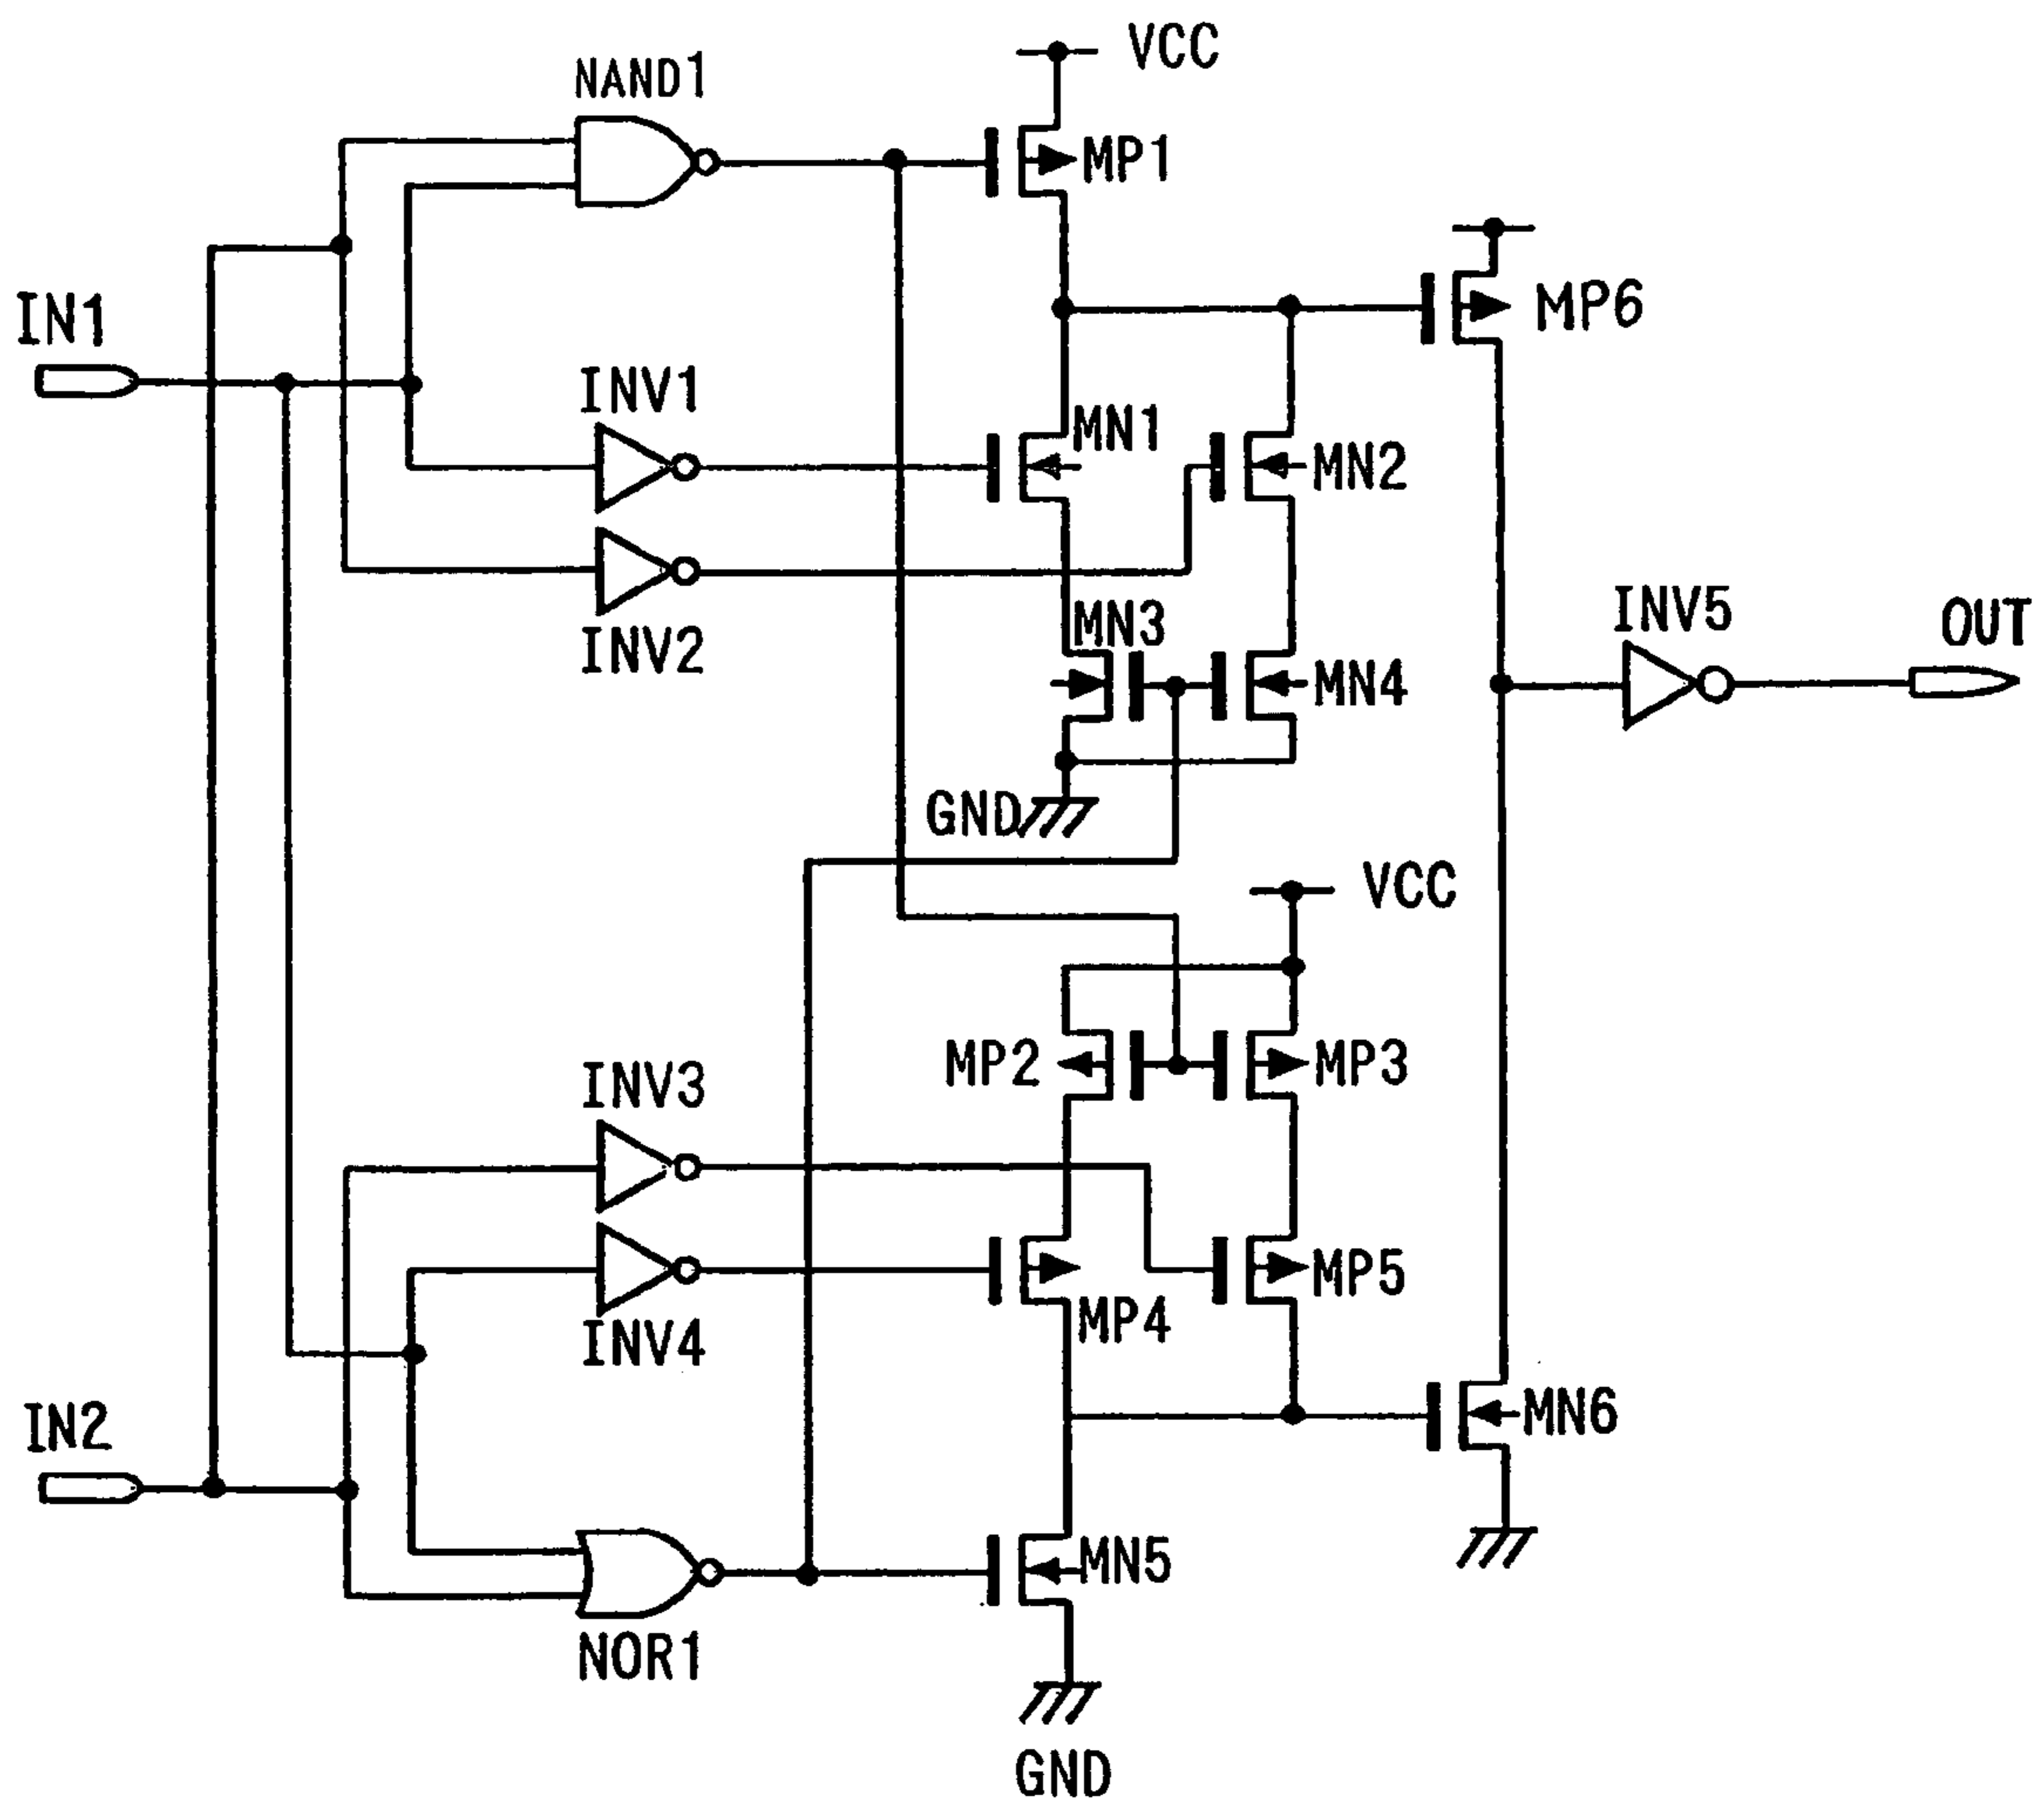 VCC
NAND1
MP1
IN1
MP6
INV1
MN1
MN2
INV2
MN3
MN4
INV5
OUT
GND
VCC
MP2
MP3
INV3
MP5
MP4
INV4
IN2
MN6
MN5
NOR1
GND